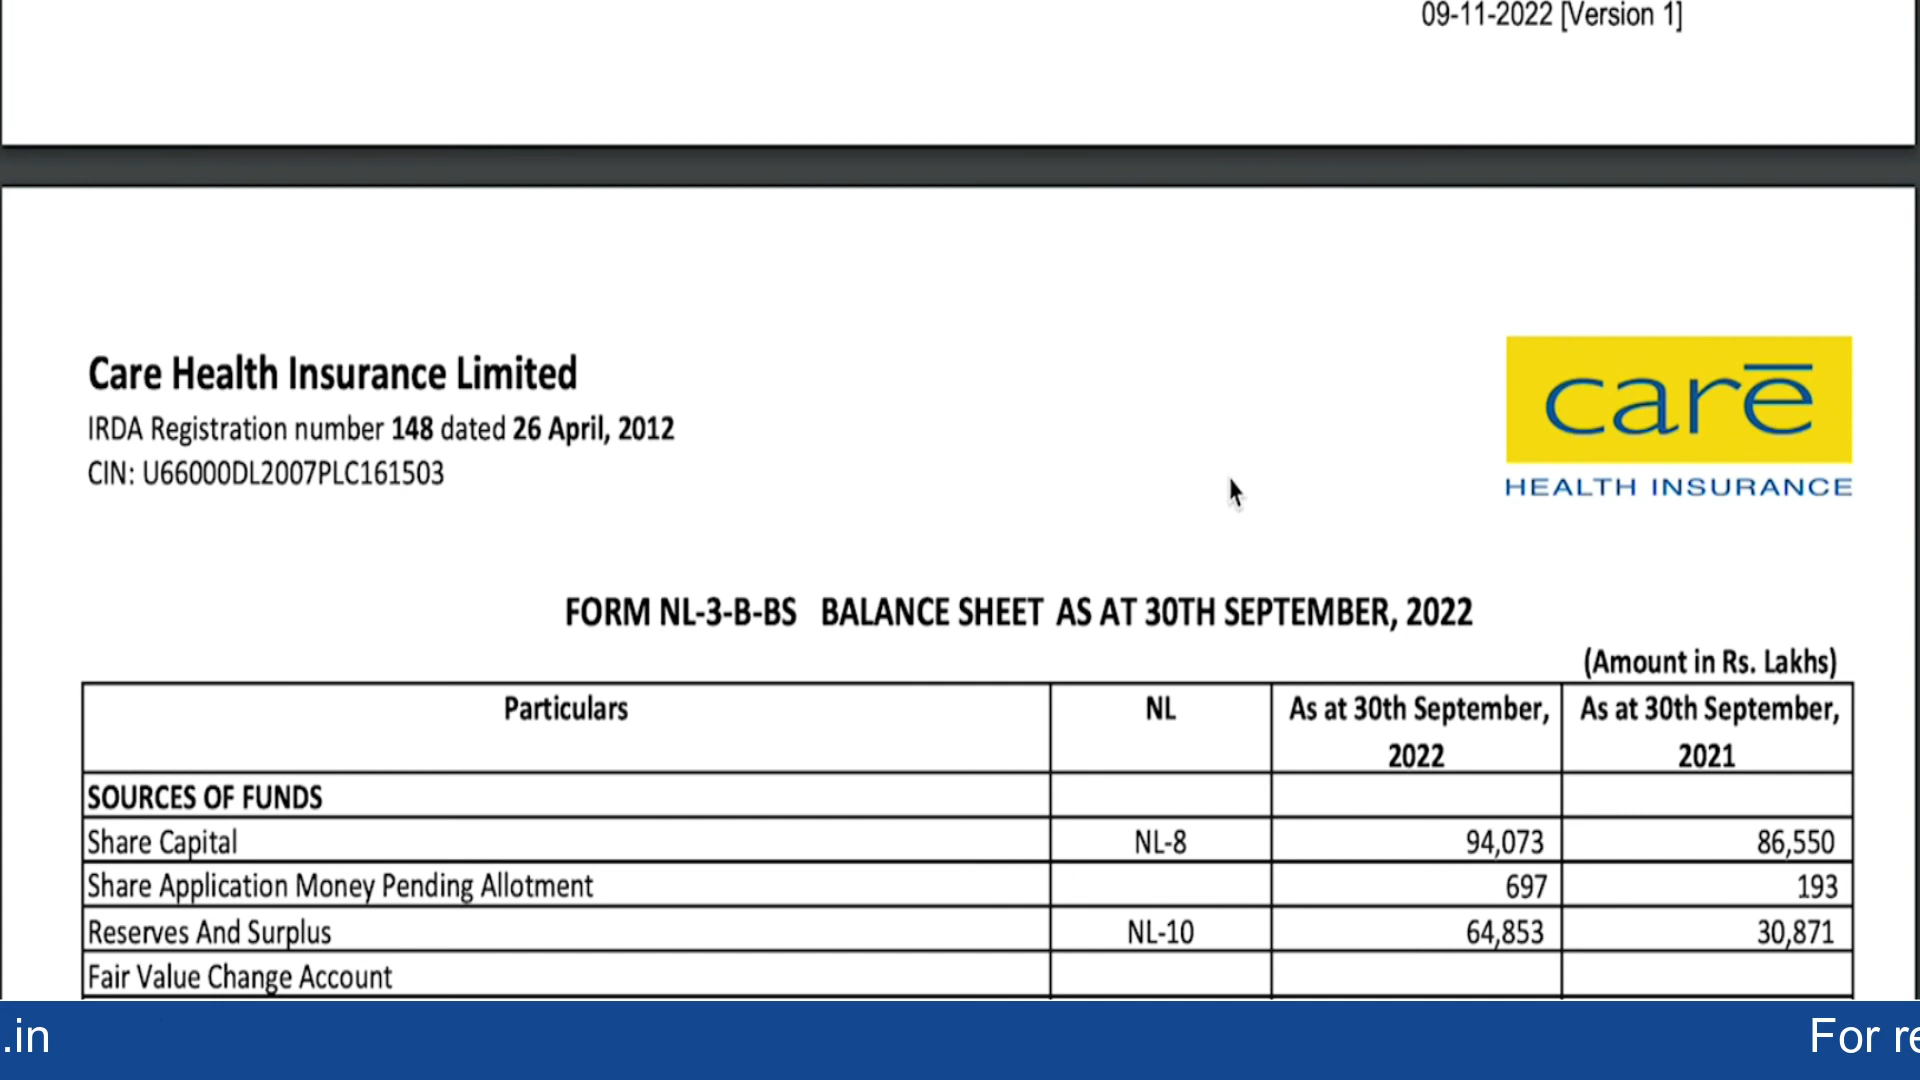 09-11-2022 [Version 1]
Care Health Insurance Limited
IRDA Registration number 148 dated 26 April, 2012
CIN: U66000DL2007PLC161503
carē
HEALTH INSURANCE
FORM NL-3-B-BS BALANCE SHEET AS AT 30TH SEPTEMBER, 2022
(Amount in Rs. Lakhs)
Particulars NL As at 30th September, 2022 As at 30th September, 2021
SOURCES OF FUNDS
Share Capital NL-8 94,073 86,550
Share Application Money Pending Allotment 697 193
Reserves And Surplus NL-10 64,853 30,871
Fair Value Change Account
.in For re